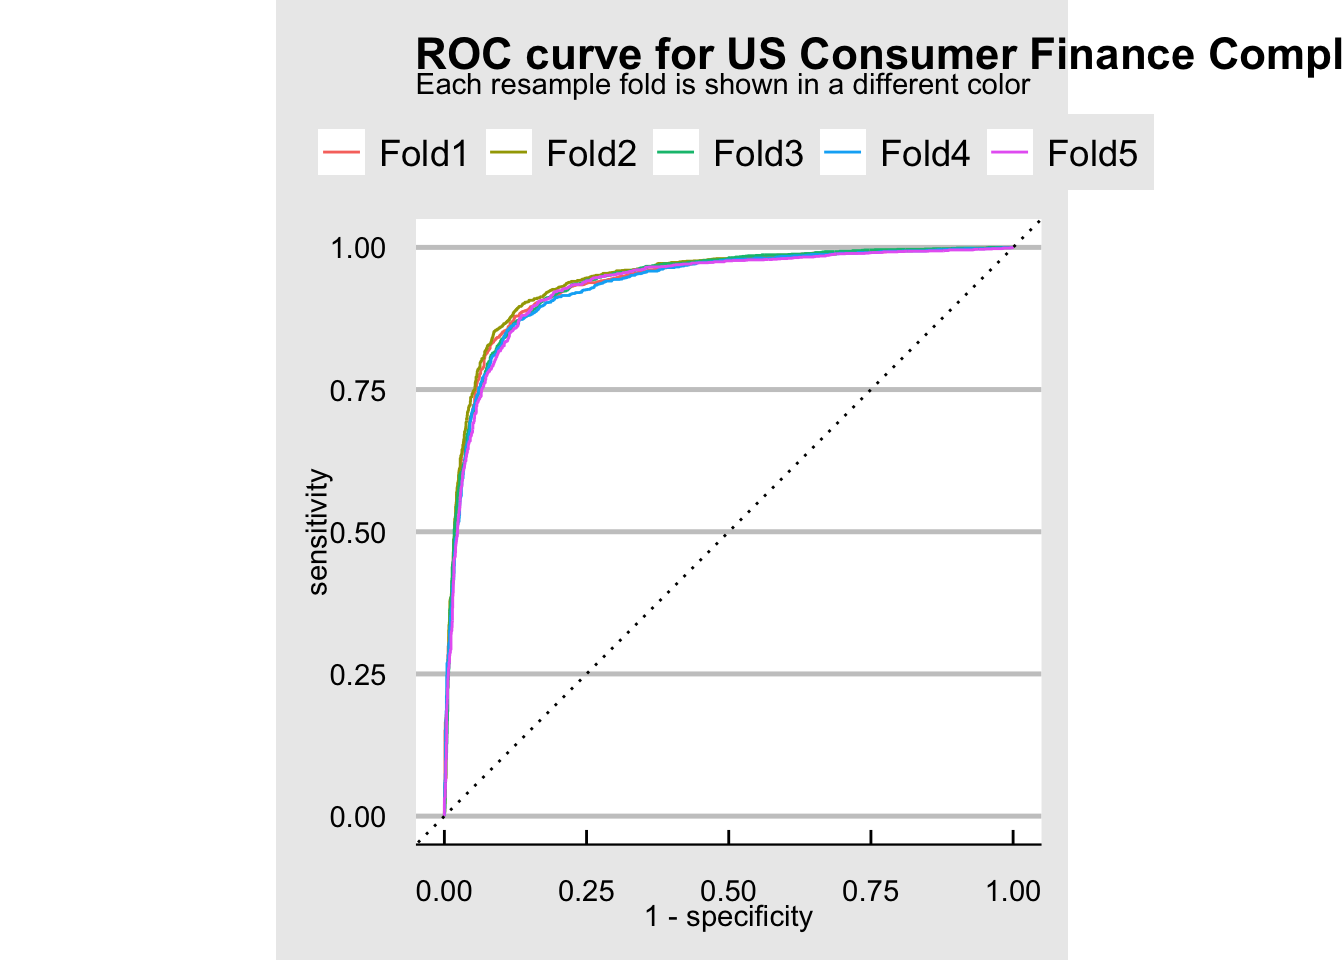 ROC curve for US Consumer Finance Compl
Each resample fold is shown in a different color
Fold1 Fold2 Fold3 Fold4 Fold5
1.00
0.75
0.50
0.25
0.00
sensitivity
0.00 0.25 0.50 0.75 1.00
1 - specificity